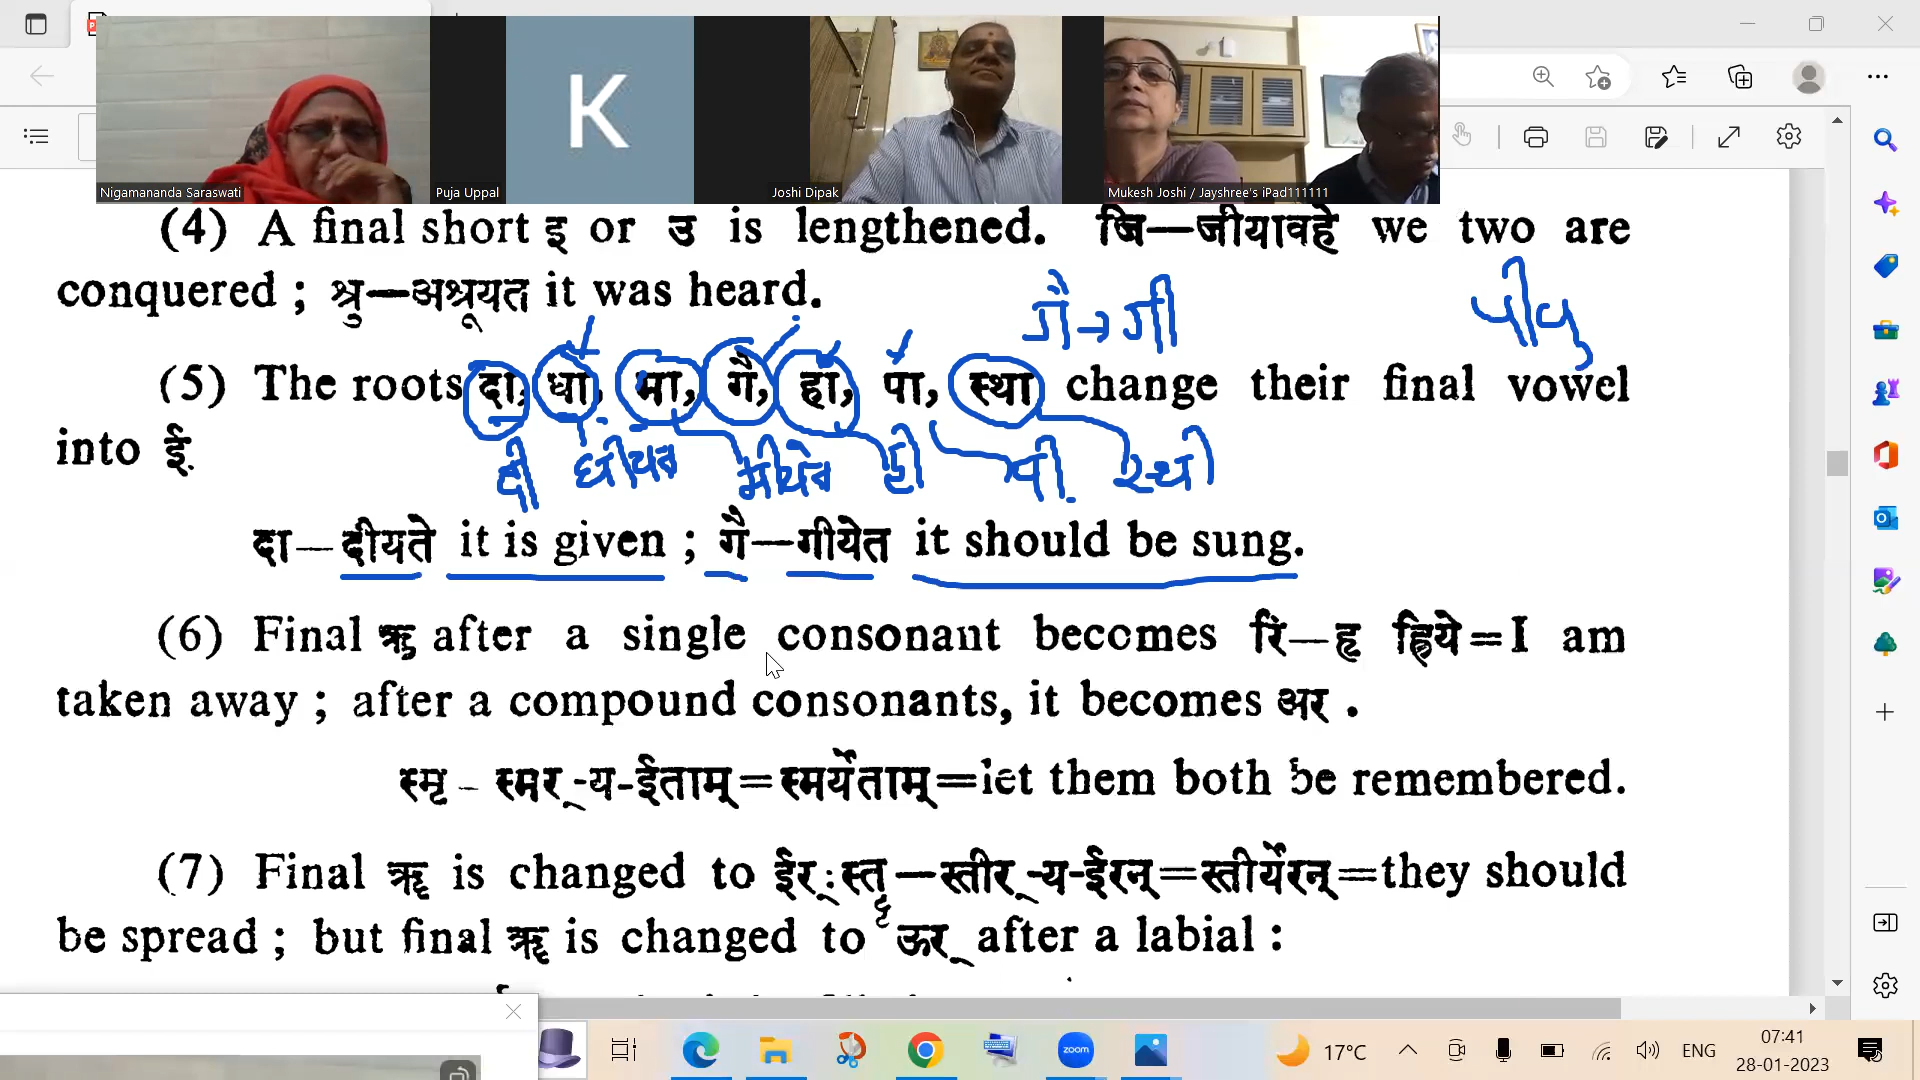 Nigamananda Saraswati
K
Puja Uppal
Joshi Dipak
Mukesh Joshi / Jayshree's iPad111111
(4) A final short इ or उ is lengthened. जि—जीयावहे we two are
conquered ; श्रु—अश्रूयत it was heard.
गै→गी
पीय
(5) The roots दा, धा, मा, गै, हा, पा, स्था change their final vowel
into ई.
दी धीयते मीयेत ही पी. स्थी
दा—दीयते it is given ; गै—गीयेत it should be sung.
(6) Final ऋ after a single consonant becomes रि—हृ ह्रिये=I am
taken away ; after a compound consonants, it becomes अर .
स्मृ - स्मर्-य-ईताम्=स्मर्येताम्=let them both be remembered.
(7) Final ॠ is changed to ईर् : स्तॄ—स्तीर्-य-ईरन्=स्तीर्येरन्=they should
be spread ; but final ॠ is changed to ऊर् after a labial :
zoom
17°C
ENG
07:41
28-01-2023